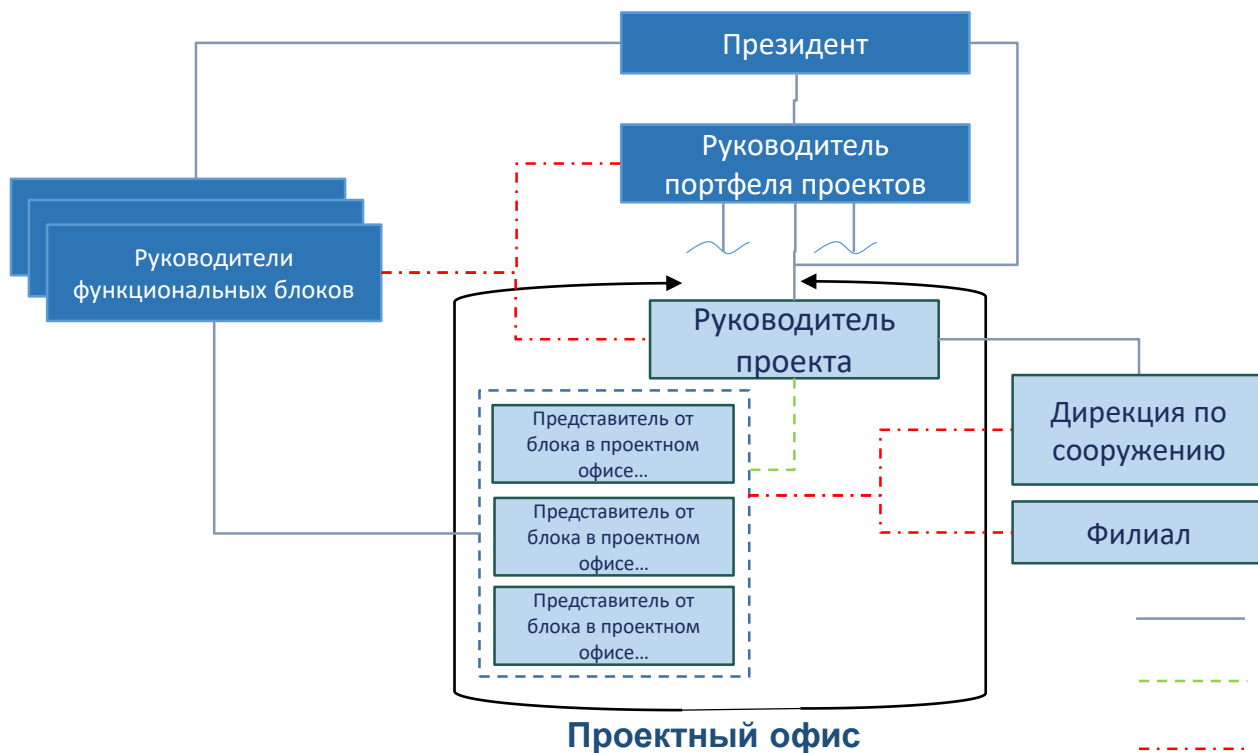 Президент
Руководитель
портфеля проектов
Руководители
функциональных блоков
Руководитель
проекта
Представитель от
блока в проектном
офисе...
Представитель от
блока в проектном
офисе...
Представитель от
блока в проектном
офисе...
Дирекция по
сооружению
Филиал
Проектный офис